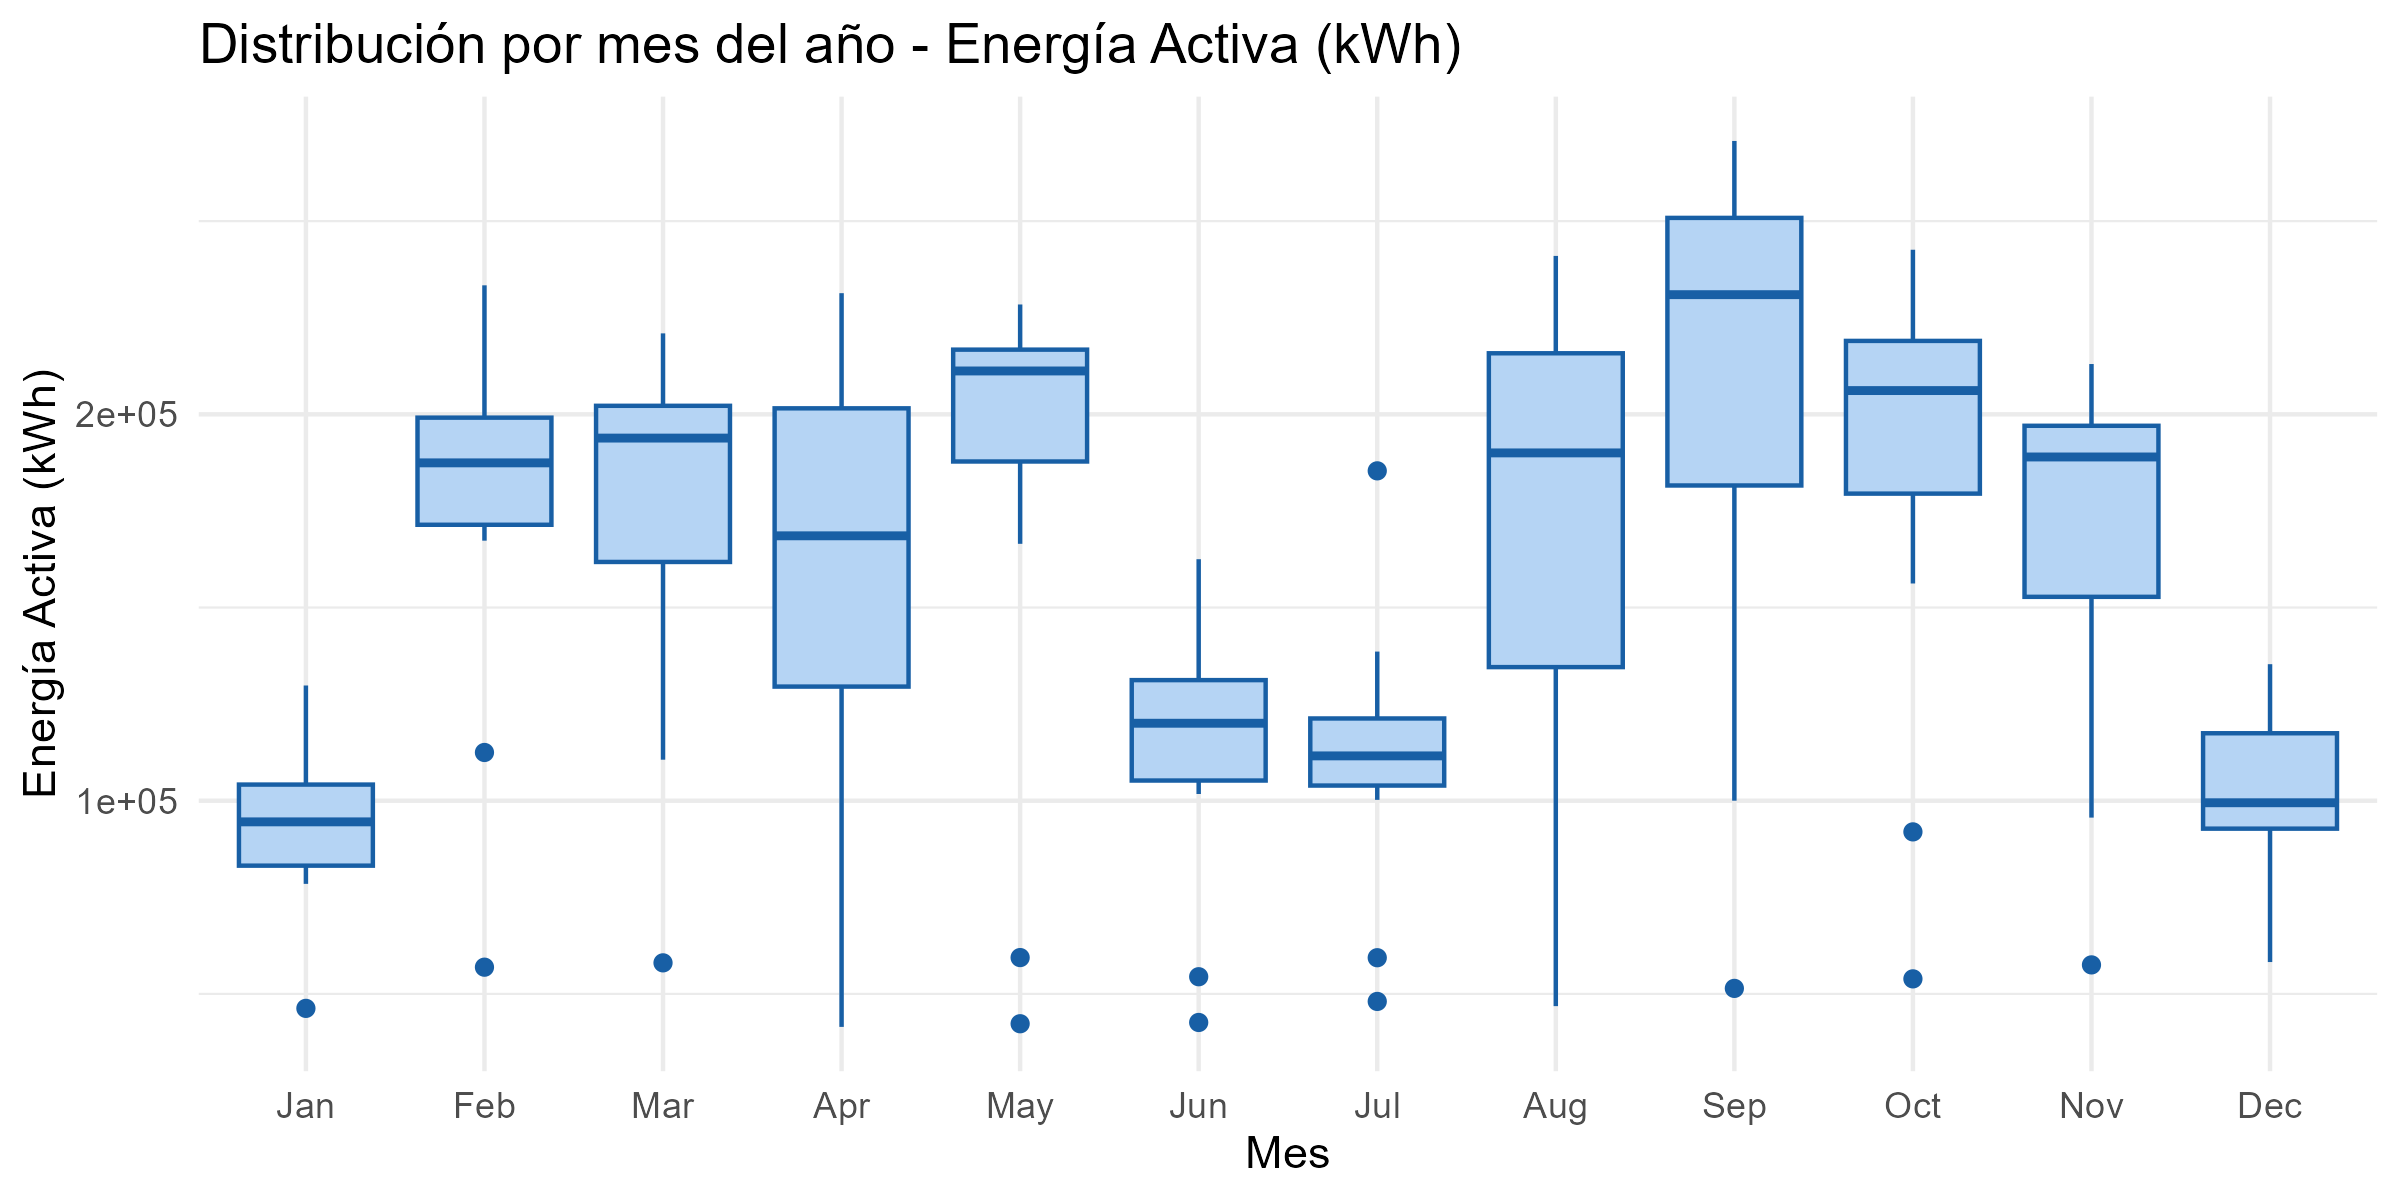 Distribución por mes del año - Energía Activa (kWh)
Energía Activa (kWh)
2e+05
1e+05
Jan Feb Mar Apr May Jun Jul Aug Sep Oct Nov Dec
Mes